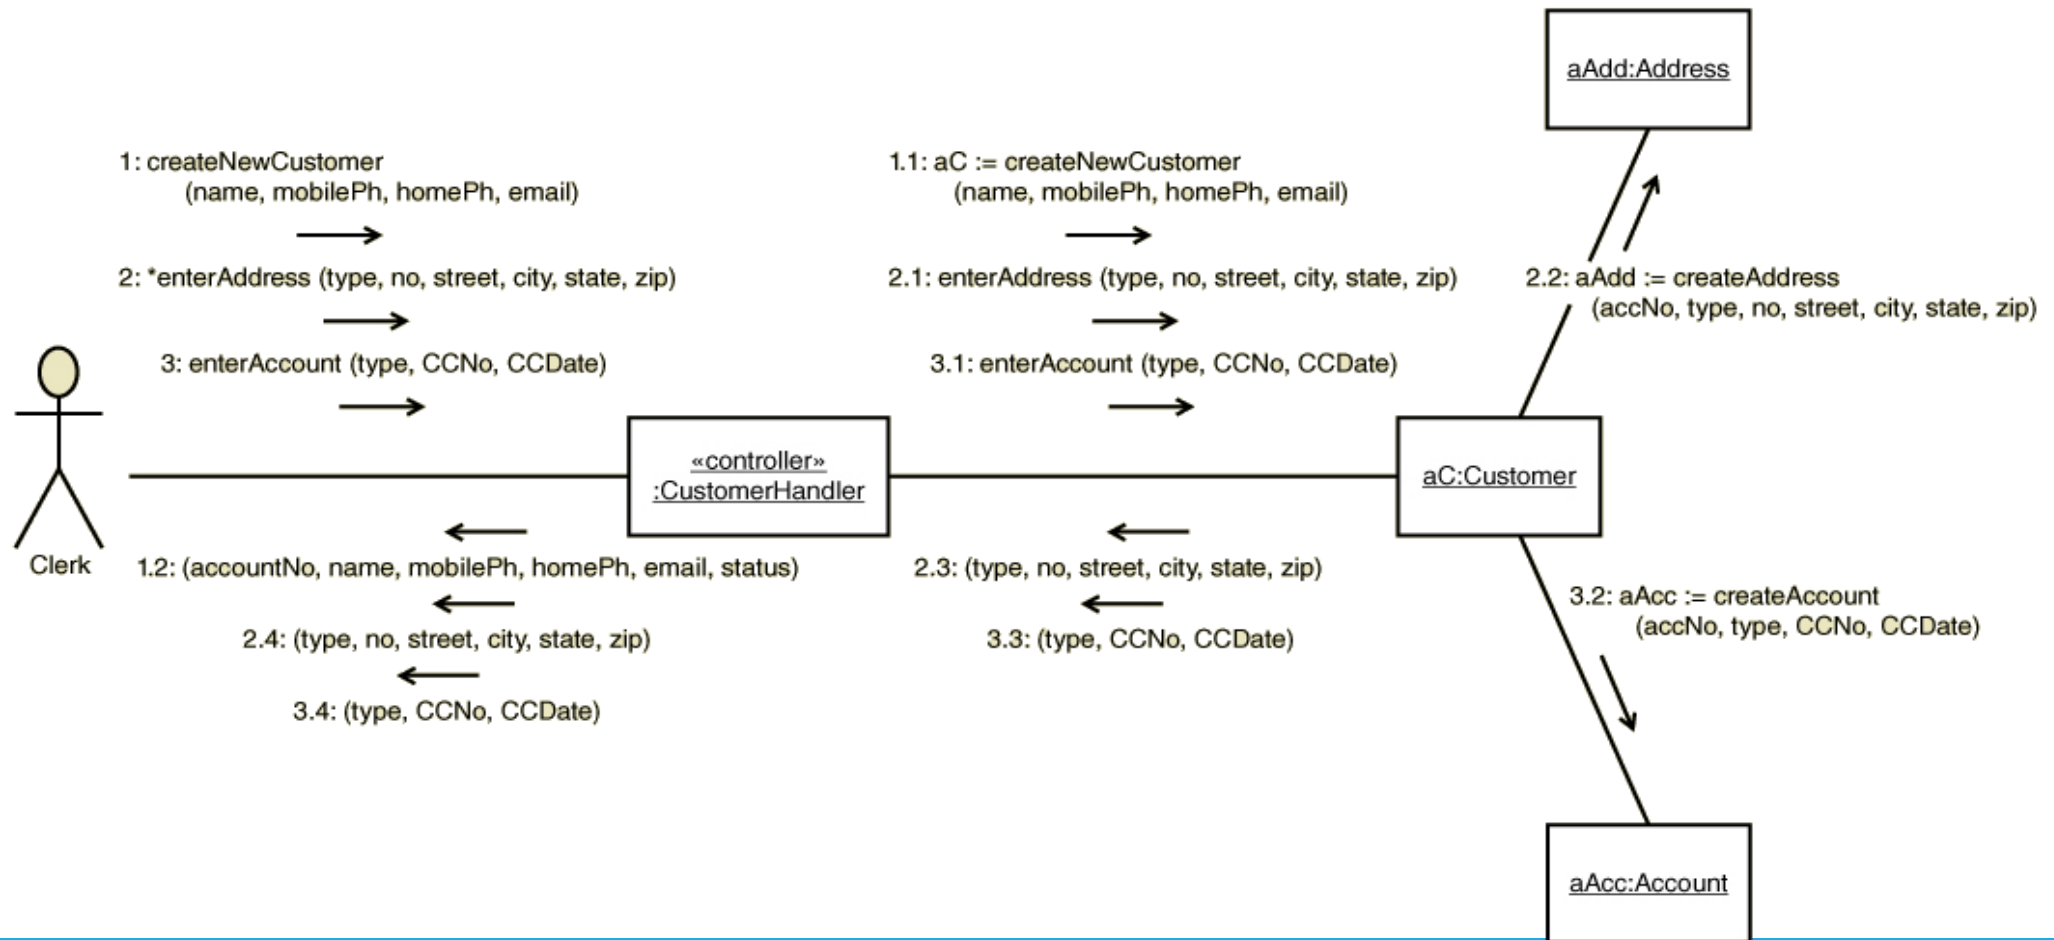 aAdd:Address
1: createNewCustomer
(name, mobilePh, homePh, email)
1.1: aC := createNewCustomer
(name, mobilePh, homePh, email)
2: *enterAddress (type, no, street, city, state, zip)
2.1: enterAddress (type, no, street, city, state, zip)
2.2: aAdd := createAddress
(accNo, type, no, street, city, state, zip)
3: enterAccount (type, CCNo, CCDate)
3.1: enterAccount (type, CCNo, CCDate)
«controller»
:CustomerHandler
aC:Customer
Clerk
1.2: (accountNo, name, mobilePh, homePh, email, status)
2.3: (type, no, street, city, state, zip)
3.2: aAcc := createAccount
(accNo, type, CCNo, CCDate)
2.4: (type, no, street, city, state, zip)
3.3: (type, CCNo, CCDate)
3.4: (type, CCNo, CCDate)
aAcc:Account